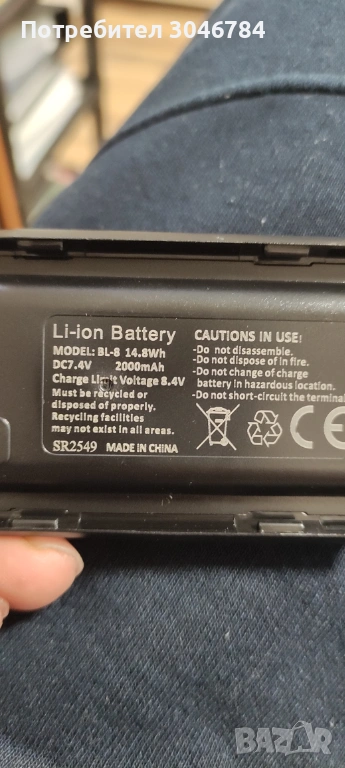 Потребител 3046784
Li-ion Battery
MODEL: BL-8 14.8Wh
DC7.4V 2000mAh
Charge Limit Voltage 8.4V
Must be recycled or
disposed of properly.
Recycling facilities
may not exist in all areas.
SR2549 MADE IN CHINA
CAUTIONS IN USE:
-Do not disassemble.
-Do not dispose of in fire.
-Do not change of charge
battery in hazardous location.
-Do not short-circuit the terminal
CE
BAZAR